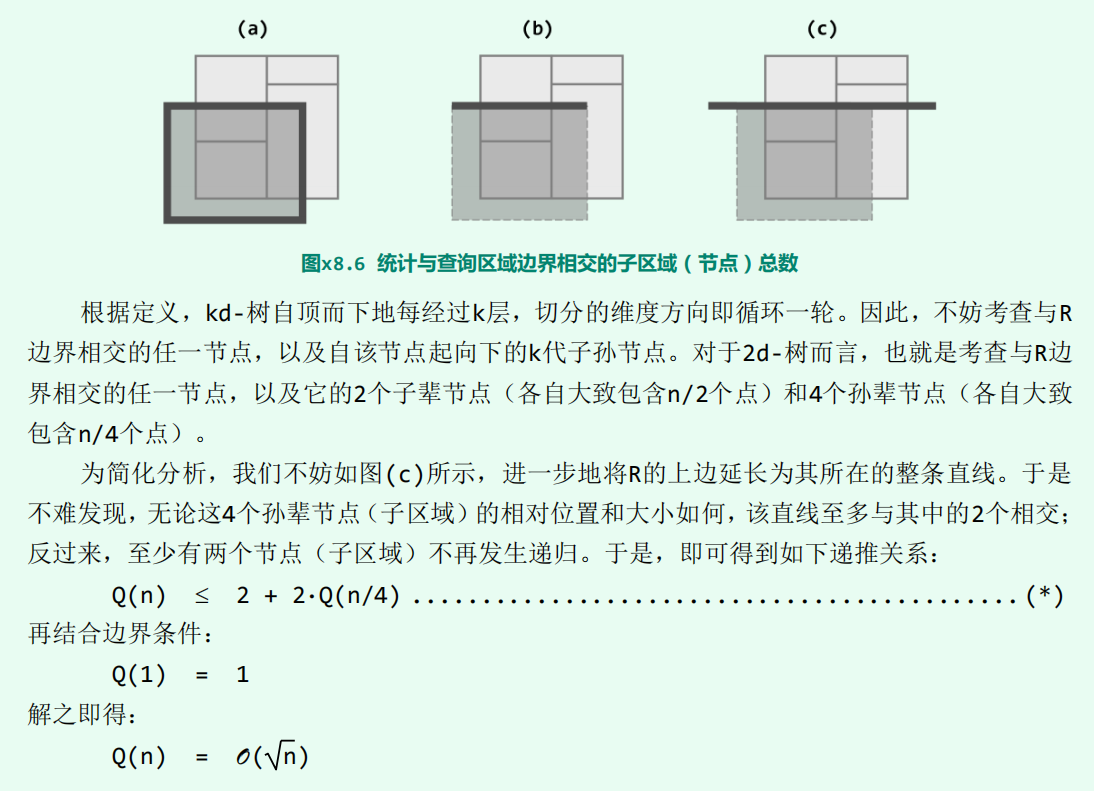 (a) (b) (c)
图x8.6 统计与查询区域边界相交的子区域（节点）总数
根据定义，kd-树自顶而下地每经过k层，切分的维度方向即循环一轮。因此，不妨考查与R
边界相交的任一节点，以及自该节点起向下的k代子孙节点。对于2d-树而言，也就是考查与R边
界相交的任一节点，以及它的2个子辈节点（各自大致包含n/2个点）和4个孙辈节点（各自大致
包含n/4个点）。
为简化分析，我们不妨如图(c)所示，进一步地将R的上边延长为其所在的整条直线。于是
不难发现，无论这4个孙辈节点（子区域）的相对位置和大小如何，该直线至多与其中的2个相交；
反过来，至少有两个节点（子区域）不再发生递归。于是，即可得到如下递推关系：
Q(n) ≤ 2 + 2·Q(n/4) ............................................(*)
再结合边界条件：
Q(1) = 1
解之即得：
Q(n) = 𝒪(√n)